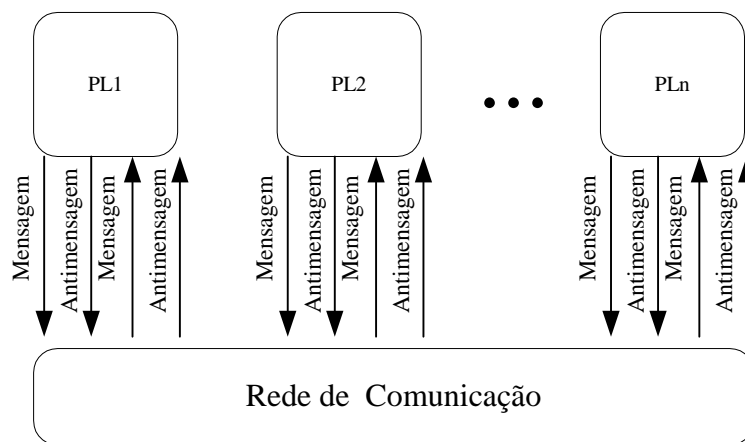 PL1
PL2
• • •
PLn
Mensagem
Antimensagem
Mensagem
Antimensagem
Mensagem
Antimensagem
Mensagem
Antimensagem
Mensagem
Antimensagem
Mensagem
Antimensagem
Rede de Comunicação